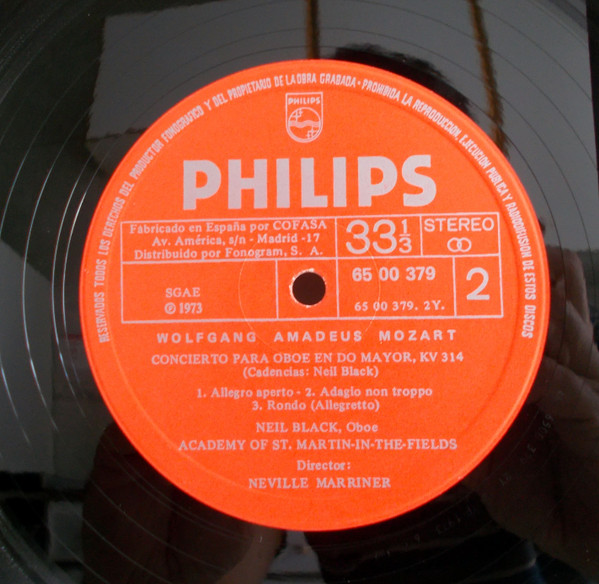 RESERVADOS TODOS LOS DERECHOS DEL PRODUCTOR FONOGRAFICO Y DEL PROPIETARIO DE LA OBRA GRABADA - PROHIBIDA LA REPRODUCCION, EJECUCION PUBLICA Y RADIODIFUSION DE ESTOS DISCOS
PHILIPS
PHILIPS
Fabricado en España por COFASA
Av. América, s/n - Madrid -17
Distribuido por Fonogram, S. A.
33 1/3
STEREO
SGAE
℗ 1973
65 00 379
65 00 379. 2Y.
2
WOLFGANG AMADEUS MOZART
CONCIERTO PARA OBOE EN DO MAYOR, KV 314
(Cadencias: Neil Black)
1. Allegro aperto - 2. Adagio non troppo
3. Rondo (Allegretto)
NEIL BLACK, Oboe
ACADEMY OF ST. MARTIN-IN-THE-FIELDS
Director:
NEVILLE MARRINER